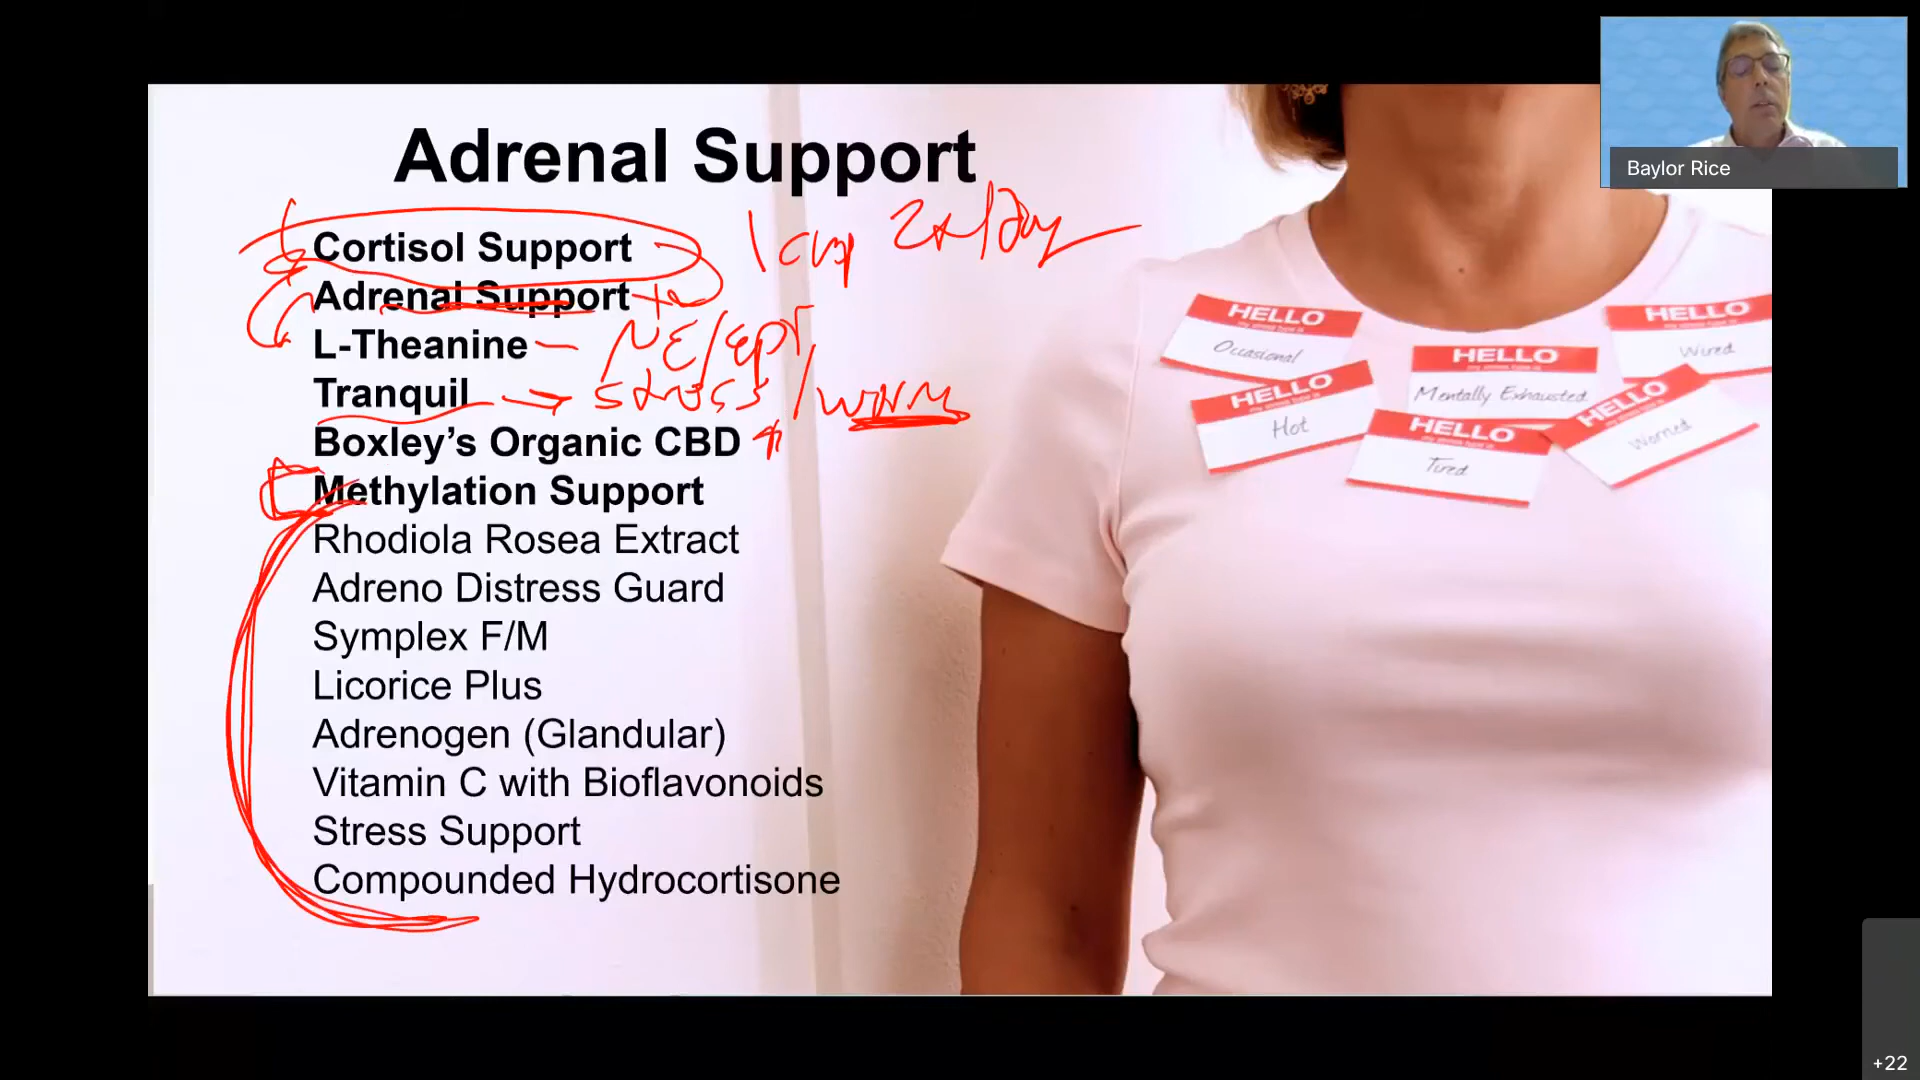 Baylor Rice
Adrenal Support
Cortisol Support
1 cap 2x/day
Adrenal Support
L-Theanine
NE/epi
Tranquil
stress/
Boxley’s Organic CBD
Methylation Support
Rhodiola Rosea Extract
Adreno Distress Guard
Symplex F/M
Licorice Plus
Adrenogen (Glandular)
Vitamin C with Bioflavonoids
Stress Support
Compounded Hydrocortisone
HELLO
Occasional
HELLO
Hot
HELLO
Mentally Exhausted
HELLO
Tired
HELLO
Wired
HELLO
Worried
+22